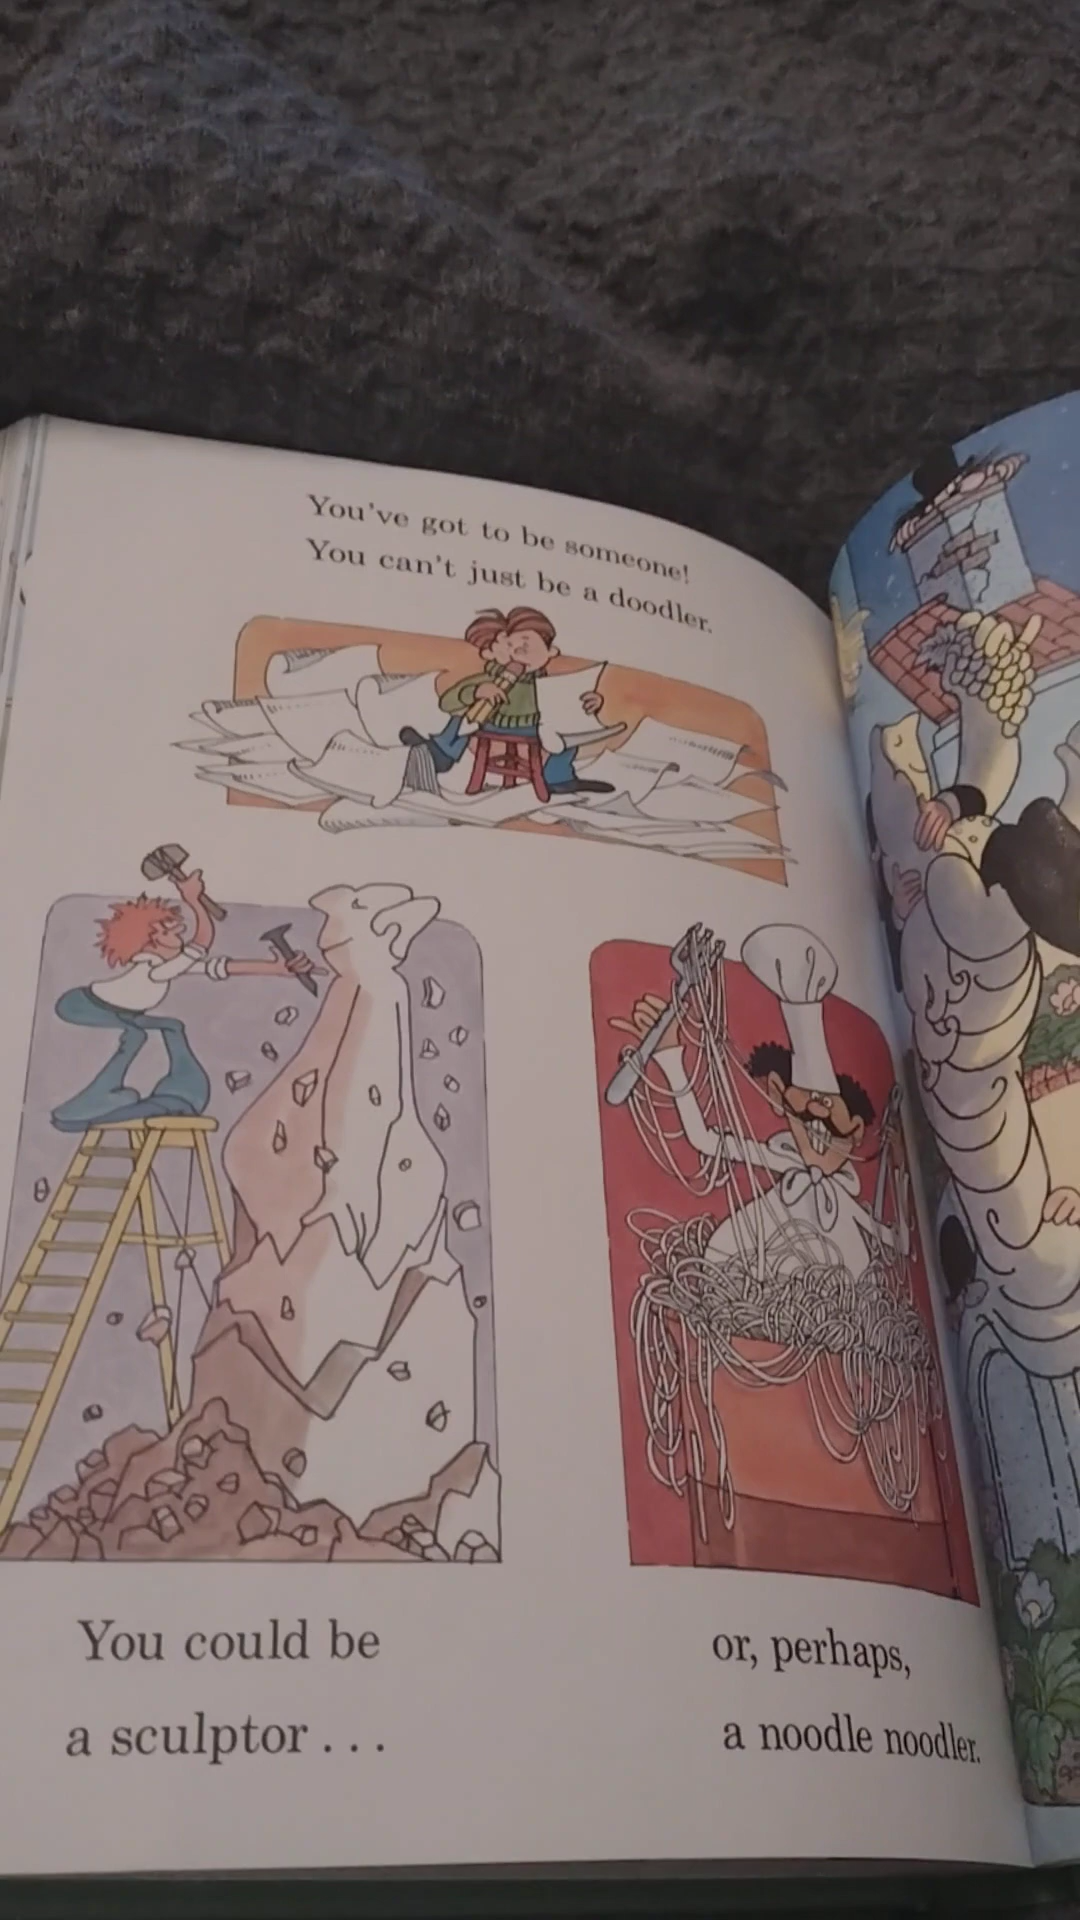 You've got to be someone!
You can't just be a doodler.
You could be
a sculptor . . .
or, perhaps,
a noodle noodler.